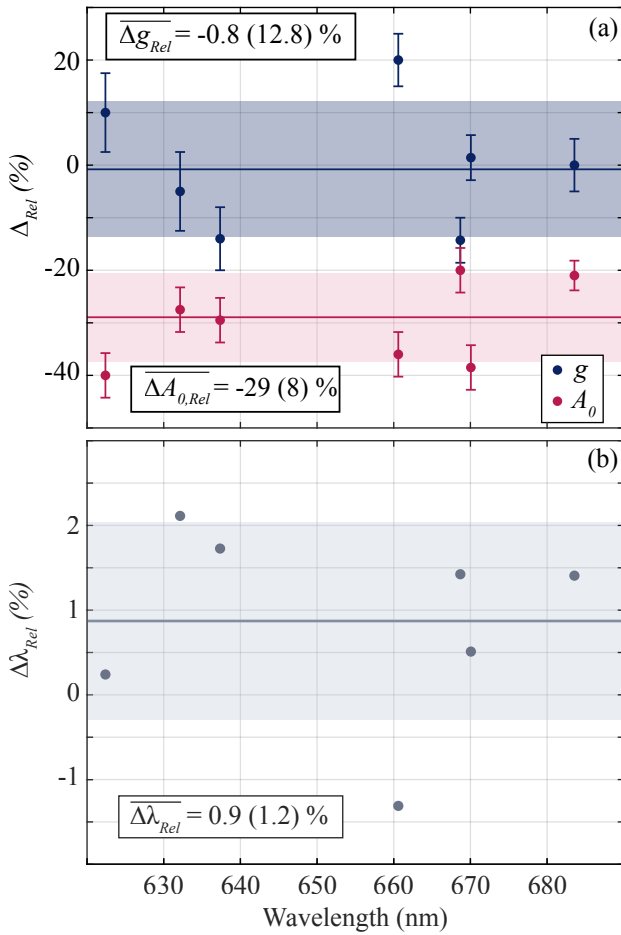 (a)
Δg_Rel = -0.8 (12.8) %
20
0
-20
-40
Δ_Rel (%)
ΔA_0,Rel = -29 (8) %
g
A_0
(b)
2
1
0
-1
Δλ_Rel (%)
Δλ_Rel = 0.9 (1.2) %
630 640 650 660 670 680
Wavelength (nm)